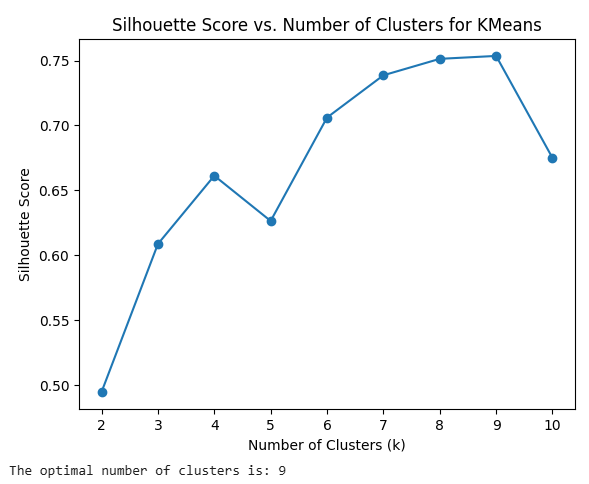 Silhouette Score vs. Number of Clusters for KMeans
Silhouette Score
0.75
0.70
0.65
0.60
0.55
0.50
2 3 4 5 6 7 8 9 10
Number of Clusters (k)
The optimal number of clusters is: 9